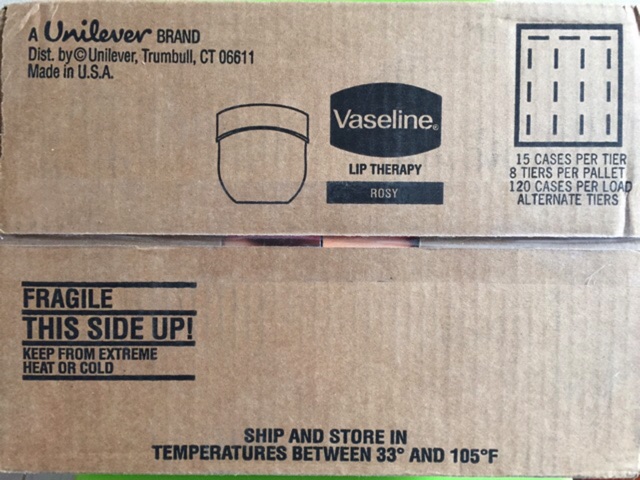 A Unilever BRAND
Dist. by©Unilever, Trumbull, CT 06611
Made in U.S.A.
Vaseline®
LIP THERAPY
ROSY
15 CASES PER TIER
8 TIERS PER PALLET
120 CASES PER LOAD
ALTERNATE TIERS
FRAGILE
THIS SIDE UP!
KEEP FROM EXTREME
HEAT OR COLD
SHIP AND STORE IN
TEMPERATURES BETWEEN 33° AND 105°F